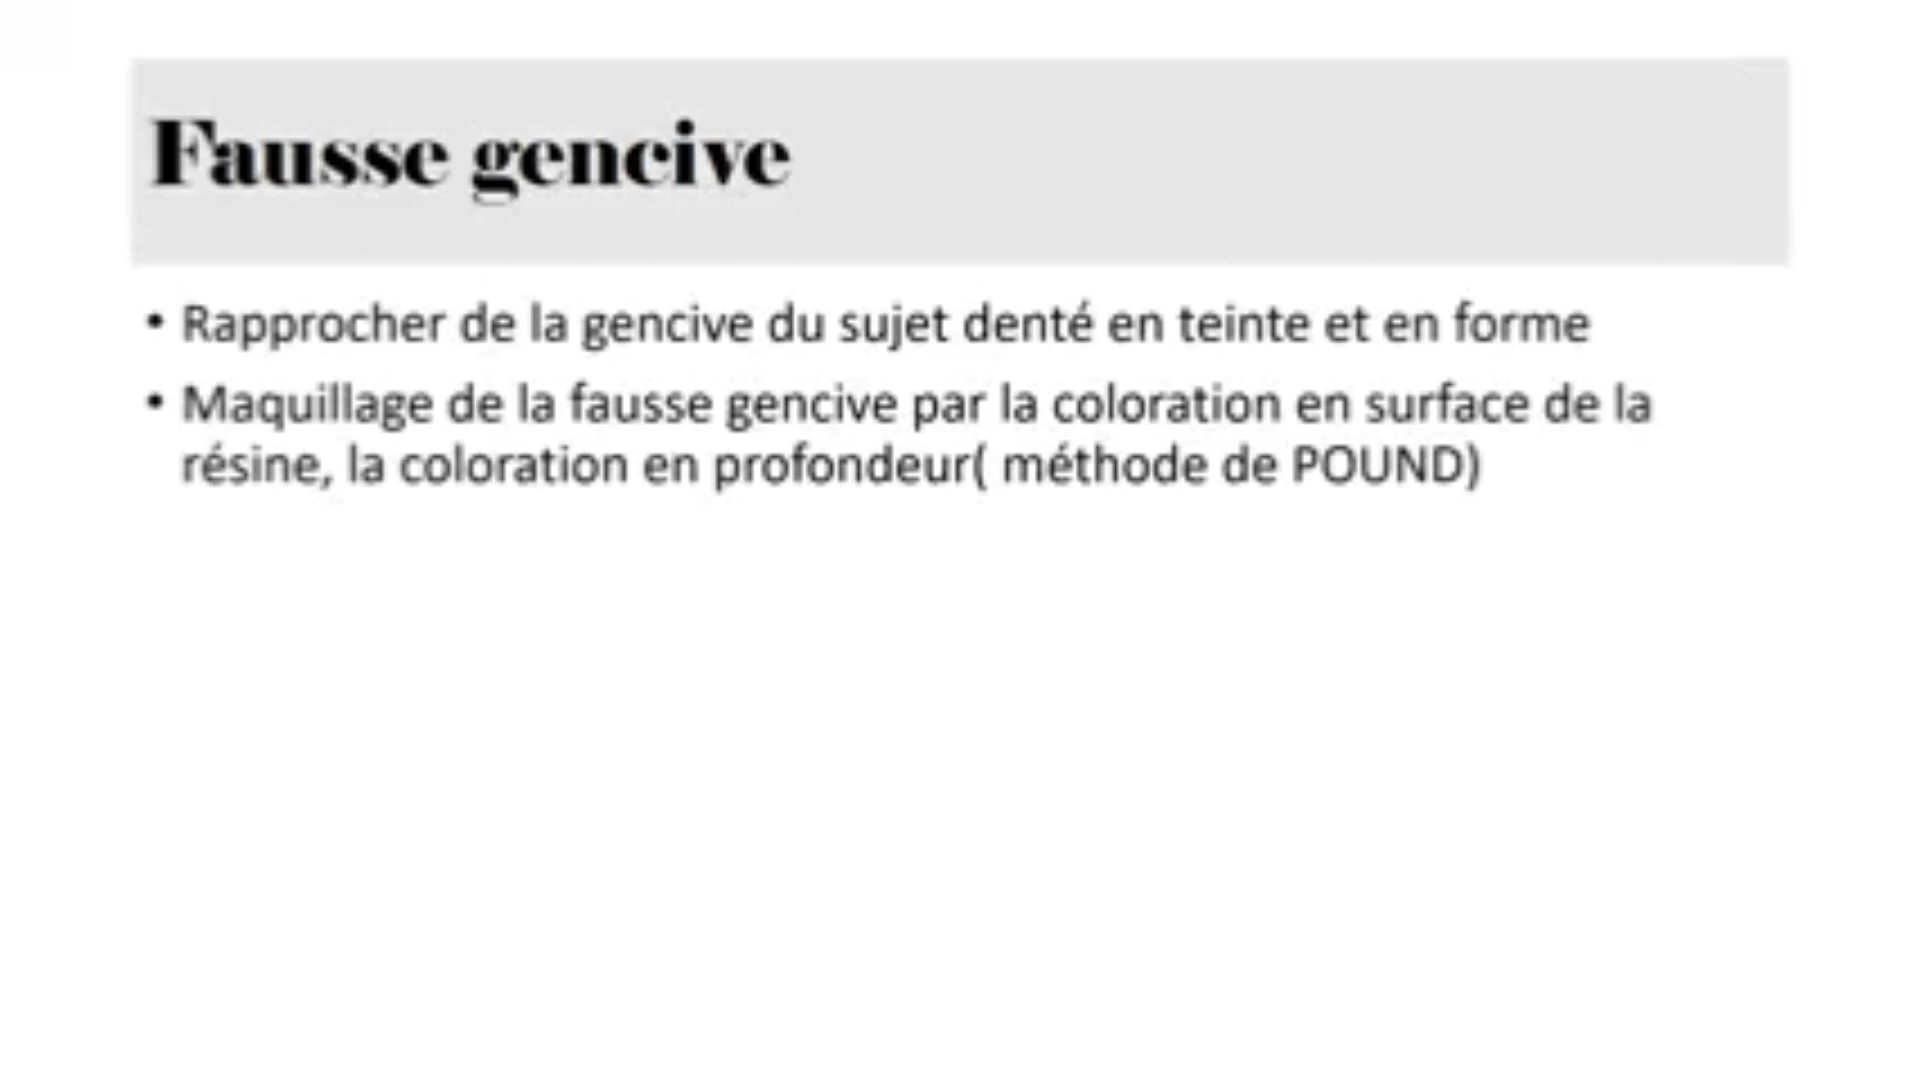 Fausse gencive
• Rapprocher de la gencive du sujet denté en teinte et en forme
• Maquillage de la fausse gencive par la coloration en surface de la
résine, la coloration en profondeur( méthode de POUND)